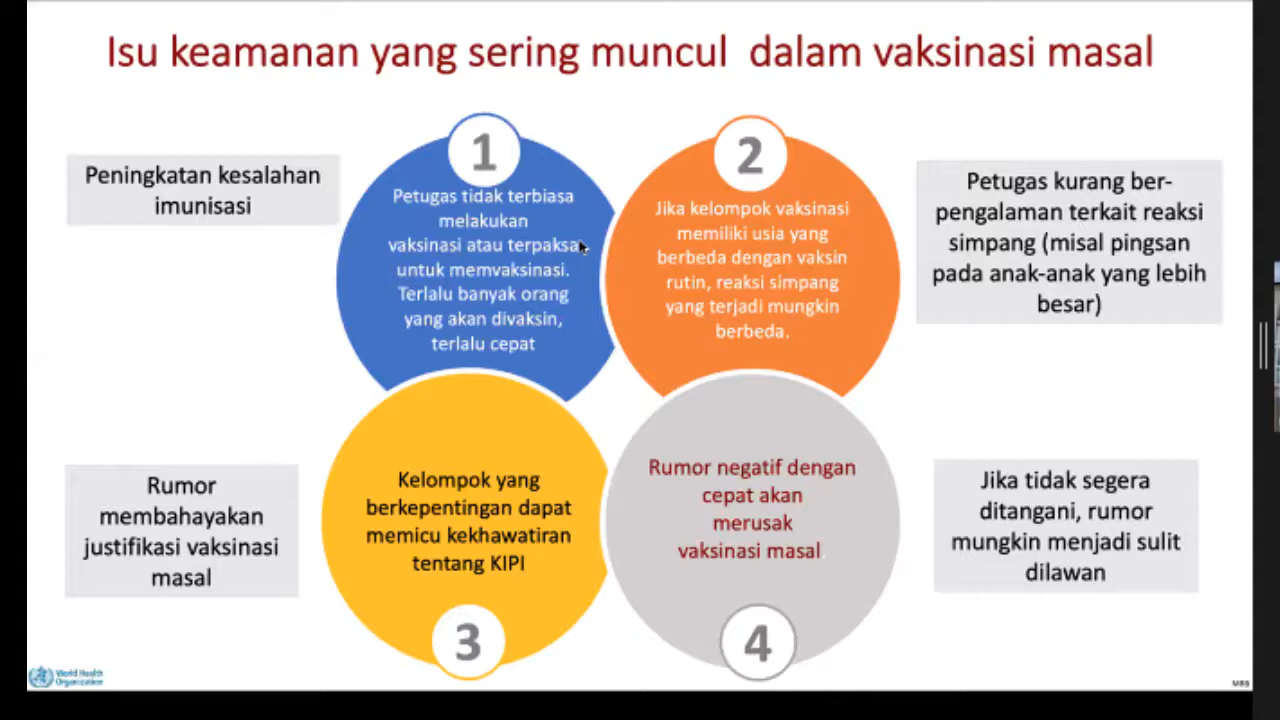 Isu keamanan yang sering muncul dalam vaksinasi masal
Peningkatan kesalahan
imunisasi
1
Petugas tidak terbiasa
melakukan
vaksinasi atau terpaksa
untuk memvaksinasi.
Terlalu banyak orang
yang akan divaksin,
terlalu cepat
2
Jika kelompok vaksinasi
memiliki usia yang
berbeda dengan vaksin
rutin, reaksi simpang
yang terjadi mungkin
berbeda.
Petugas kurang ber-
pengalaman terkait reaksi
simpang (misal pingsan
pada anak-anak yang lebih
besar)
Rumor
membahayakan
justifikasi vaksinasi
masal
Kelompok yang
berkepentingan dapat
memicu kekhawatiran
tentang KIPI
3
Rumor negatif dengan
cepat akan
merusak
vaksinasi masal
4
Jika tidak segera
ditangani, rumor
mungkin menjadi sulit
dilawan
World Health
Organization